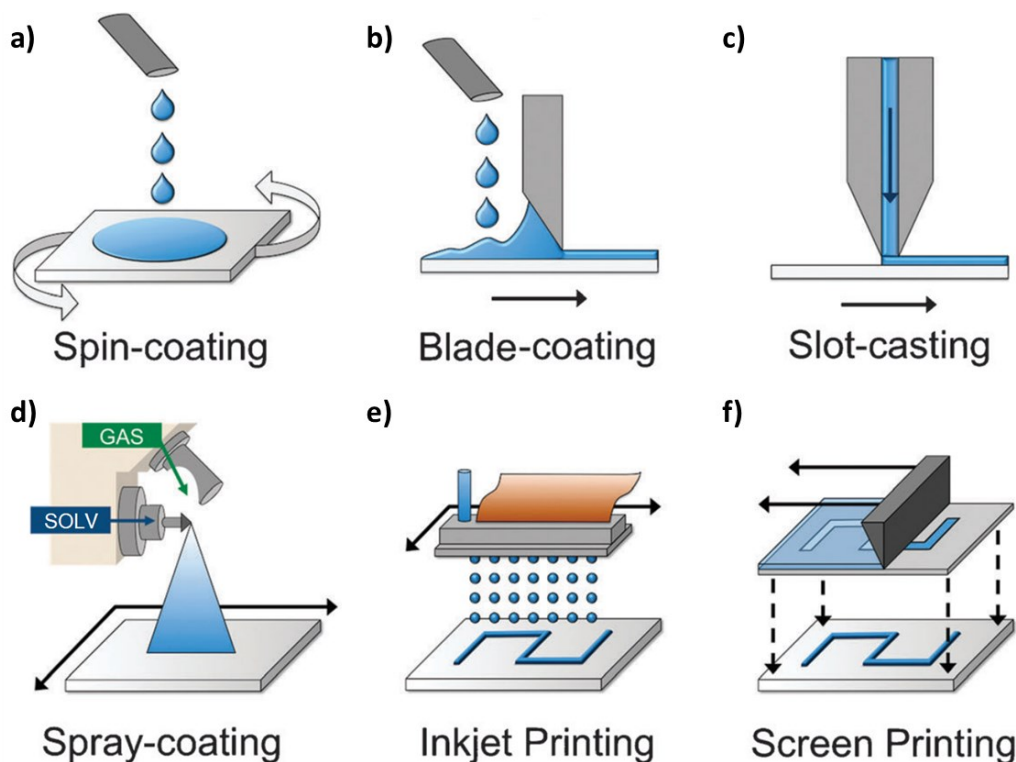 a)
b)
c)
Spin-coating
Blade-coating
Slot-casting
d)
e)
f)
GAS
SOLV
Spray-coating
Inkjet Printing
Screen Printing